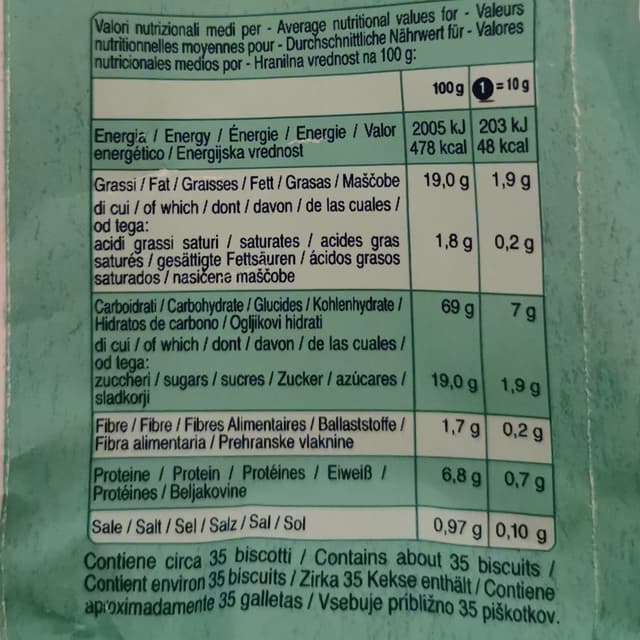 Valori nutrizionali medi per - Average nutritional values for - Valeurs
nutritionnelles moyennes pour - Durchschnittliche Nährwert für - Valores
nutricionales medios por - Hranilna vrednost na 100 g:
100 g 1 = 10 g
Energia / Energy / Énergie / Energie / Valor 2005 kJ 203 kJ
energético / Energijska vrednost 478 kcal 48 kcal
Grassi / Fat / Graisses / Fett / Grasas / Maščobe 19,0 g 1,9 g
di cui / of which / dont / davon / de las cuales /
od tega:
acidi grassi saturi / saturates / acides gras 1,8 g 0,2 g
saturés / gesättigte Fettsäuren / ácidos grasos
saturados / nasičene maščobe
Carboidrati / Carbohydrate / Glucides / Kohlenhydrate / 69 g 7 g
Hidratos de carbono / Ogljikovi hidrati
di cui / of which / dont / davon / de las cuales /
od tega:
zuccheri / sugars / sucres / Zucker / azúcares / 19,0 g 1,9 g
sladkorji
Fibre / Fibre / Fibres Alimentaires / Ballaststoffe / 1,7 g 0,2 g
Fibra alimentaria / Prehranske vlaknine
Proteine / Protein / Protéines / Eiweiß / 6,8 g 0,7 g
Protéines / Beljakovine
Sale / Salt / Sel / Salz / Sal / Sol 0,97 g 0,10 g
Contiene circa 35 biscotti / Contains about 35 biscuits /
Contient environ 35 biscuits / Zirka 35 Kekse enthält / Contiene
aproximadamente 35 galletas / Vsebuje približno 35 piškotkov.